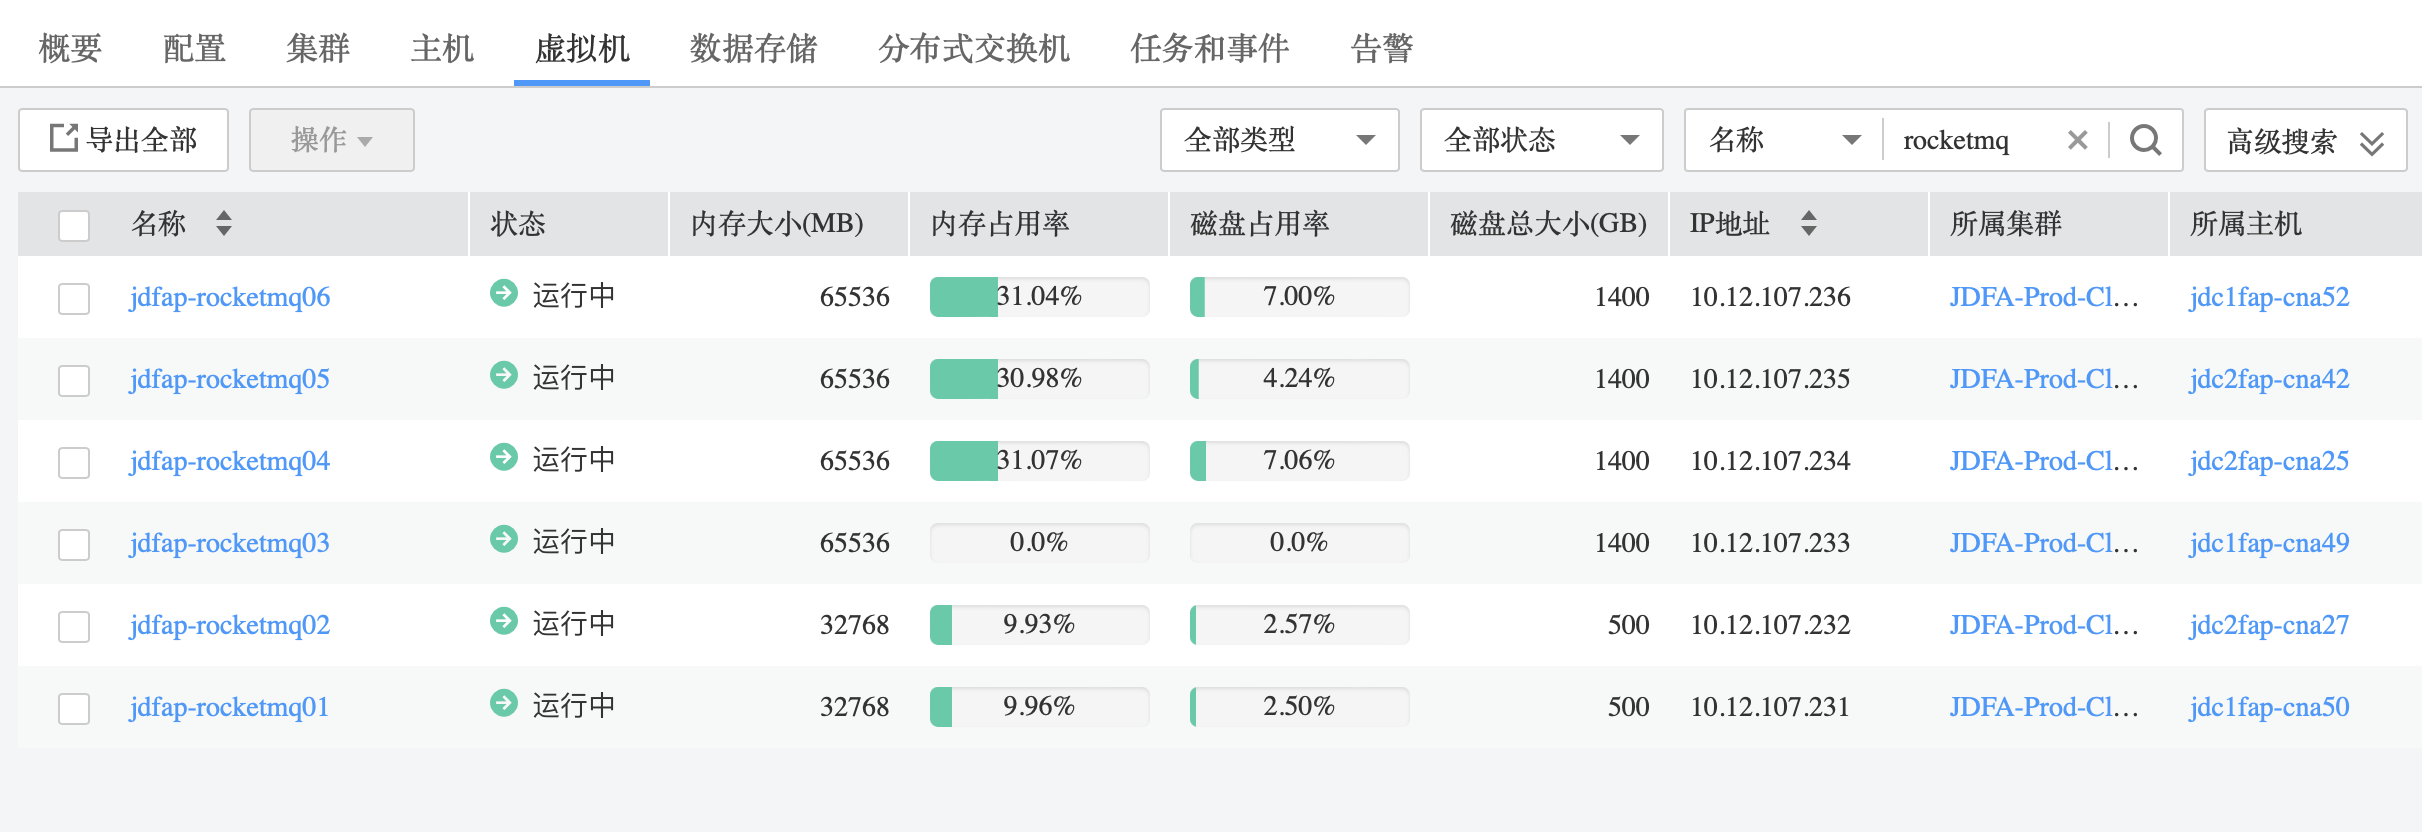 概要 配置 集群 主机 虚拟机 数据存储 分布式交换机 任务和事件 告警
导出全部 操作 全部类型 全部状态 名称 rocketmq 高级搜索
名称 状态 内存大小(MB) 内存占用率 磁盘占用率 磁盘总大小(GB) IP地址 所属集群 所属主机
jdfap-rocketmq06 运行中 65536 31.04% 7.00% 1400 10.12.107.236 JDFA-Prod-Cl... jdc1fap-cna52
jdfap-rocketmq05 运行中 65536 30.98% 4.24% 1400 10.12.107.235 JDFA-Prod-Cl... jdc2fap-cna42
jdfap-rocketmq04 运行中 65536 31.07% 7.06% 1400 10.12.107.234 JDFA-Prod-Cl... jdc2fap-cna25
jdfap-rocketmq03 运行中 65536 0.0% 0.0% 1400 10.12.107.233 JDFA-Prod-Cl... jdc1fap-cna49
jdfap-rocketmq02 运行中 32768 9.93% 2.57% 500 10.12.107.232 JDFA-Prod-Cl... jdc2fap-cna27
jdfap-rocketmq01 运行中 32768 9.96% 2.50% 500 10.12.107.231 JDFA-Prod-Cl... jdc1fap-cna50